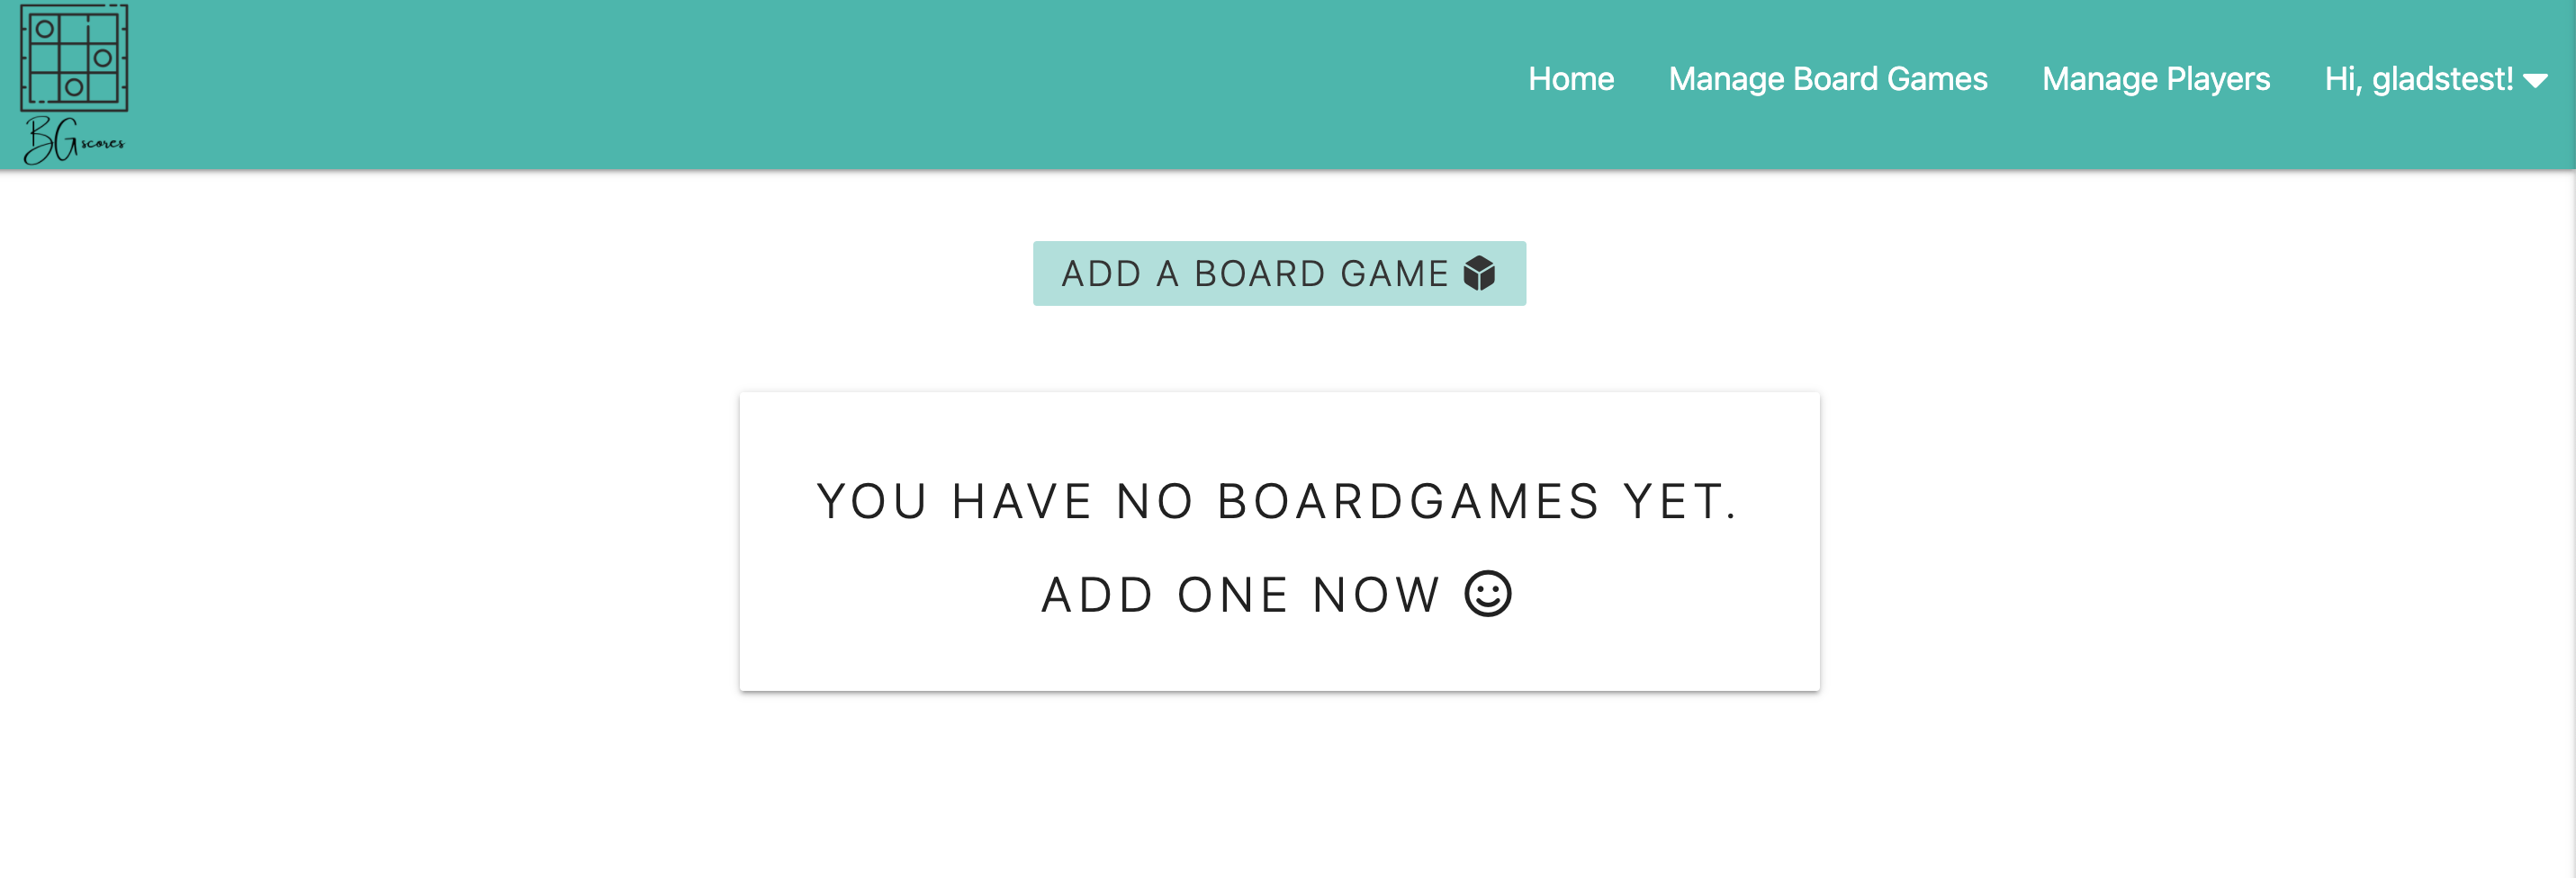 BG scores
Home Manage Board Games Manage Players Hi, gladstest!
ADD A BOARD GAME
YOU HAVE NO BOARDGAMES YET.
ADD ONE NOW